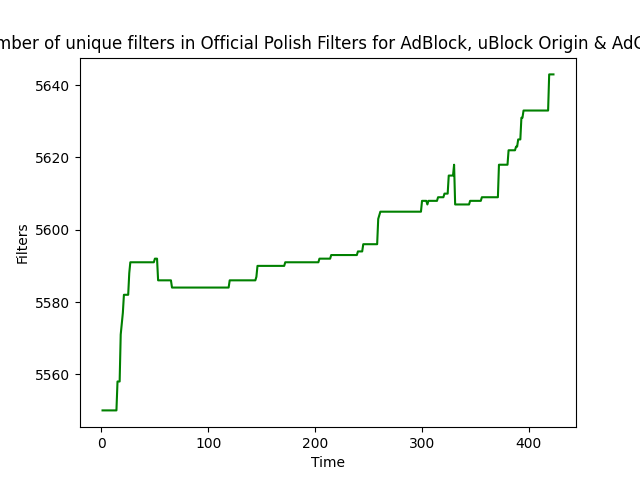 mber of unique filters in Official Polish Filters for AdBlock, uBlock Origin & AdG
5640
5620
5600
5580
5560
Filters
0 100 200 300 400
Time